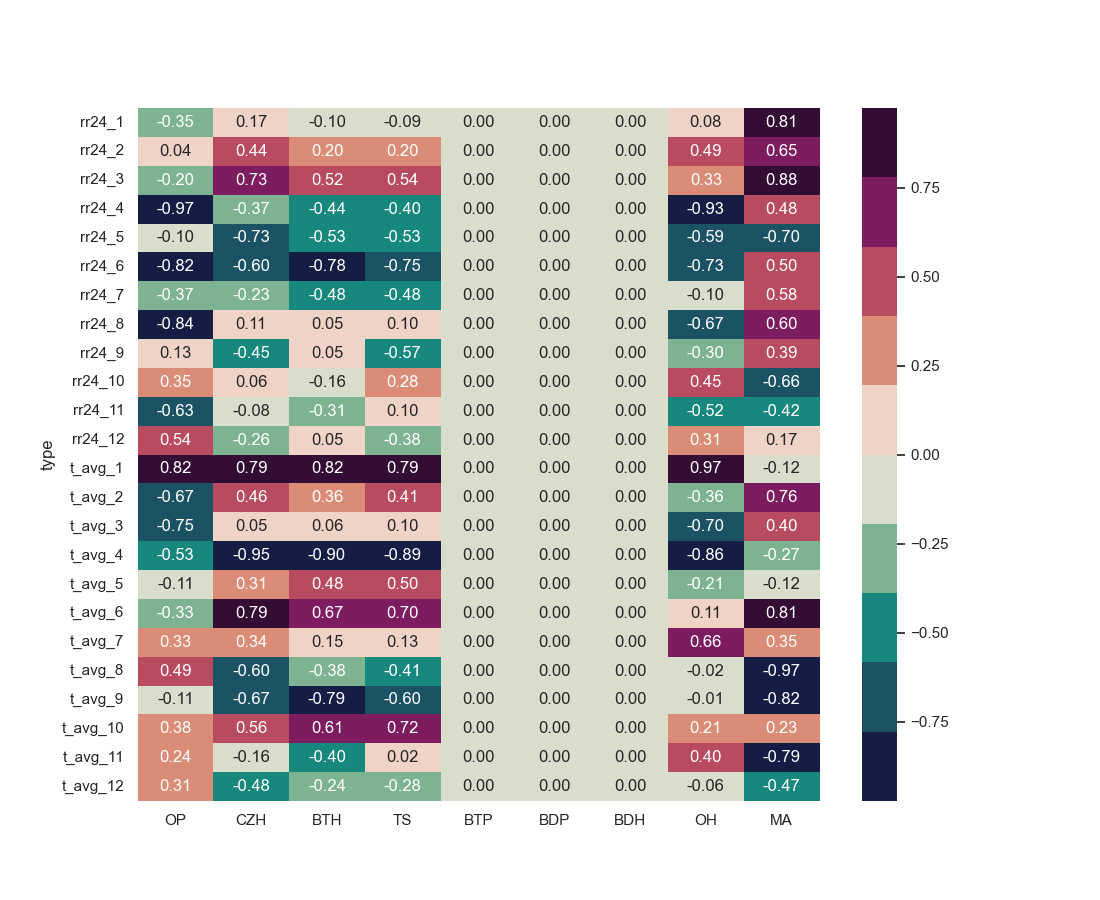 rr24_1 -0.35 0.17 -0.10 -0.09 0.00 0.00 0.00 0.08 0.81
rr24_2 0.04 0.44 0.20 0.20 0.00 0.00 0.00 0.49 0.65
rr24_3 -0.20 0.73 0.52 0.54 0.00 0.00 0.00 0.33 0.88
rr24_4 -0.97 -0.37 -0.44 -0.40 0.00 0.00 0.00 -0.93 0.48
rr24_5 -0.10 -0.73 -0.53 -0.53 0.00 0.00 0.00 -0.59 -0.70
rr24_6 -0.82 -0.60 -0.78 -0.75 0.00 0.00 0.00 -0.73 0.50
rr24_7 -0.37 -0.23 -0.48 -0.48 0.00 0.00 0.00 -0.10 0.58
rr24_8 -0.84 0.11 0.05 0.10 0.00 0.00 0.00 -0.67 0.60
rr24_9 0.13 -0.45 0.05 -0.57 0.00 0.00 0.00 -0.30 0.39
rr24_10 0.35 0.06 -0.16 0.28 0.00 0.00 0.00 0.45 -0.66
rr24_11 -0.63 -0.08 -0.31 0.10 0.00 0.00 0.00 -0.52 -0.42
rr24_12 0.54 -0.26 0.05 -0.38 0.00 0.00 0.00 0.31 0.17
t_avg_1 0.82 0.79 0.82 0.79 0.00 0.00 0.00 0.97 -0.12
t_avg_2 -0.67 0.46 0.36 0.41 0.00 0.00 0.00 -0.36 0.76
t_avg_3 -0.75 0.05 0.06 0.10 0.00 0.00 0.00 -0.70 0.40
t_avg_4 -0.53 -0.95 -0.90 -0.89 0.00 0.00 0.00 -0.86 -0.27
t_avg_5 -0.11 0.31 0.48 0.50 0.00 0.00 0.00 -0.21 -0.12
t_avg_6 -0.33 0.79 0.67 0.70 0.00 0.00 0.00 0.11 0.81
t_avg_7 0.33 0.34 0.15 0.13 0.00 0.00 0.00 0.66 0.35
t_avg_8 0.49 -0.60 -0.38 -0.41 0.00 0.00 0.00 -0.02 -0.97
t_avg_9 -0.11 -0.67 -0.79 -0.60 0.00 0.00 0.00 -0.01 -0.82
t_avg_10 0.38 0.56 0.61 0.72 0.00 0.00 0.00 0.21 0.23
t_avg_11 0.24 -0.16 -0.40 0.02 0.00 0.00 0.00 0.40 -0.79
t_avg_12 0.31 -0.48 -0.24 -0.28 0.00 0.00 0.00 -0.06 -0.47
OP CZH BTH TS BTP BDP BDH OH MA
type
0.75
0.50
0.25
0.00
−0.25
−0.50
−0.75